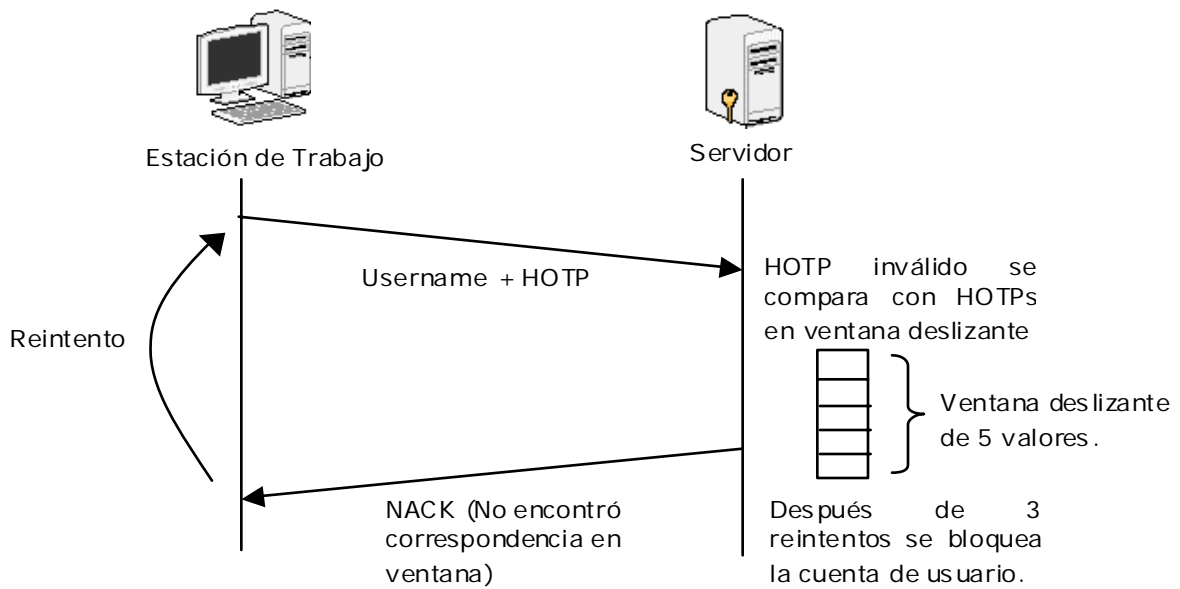 Estación de Trabajo
Servidor
Username + HOTP
HOTP inválido se
compara con HOTPs
en ventana deslizante
Reintento
Ventana deslizante
de 5 valores.
NACK (No encontró
correspondencia en
ventana)
Después de 3
reintentos se bloquea
la cuenta de usuario.